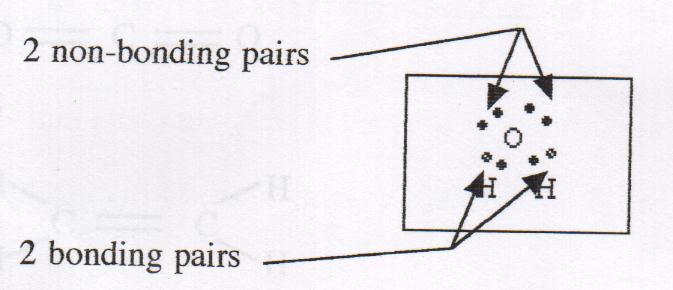 2 non-bonding pairs
O
H H
2 bonding pairs